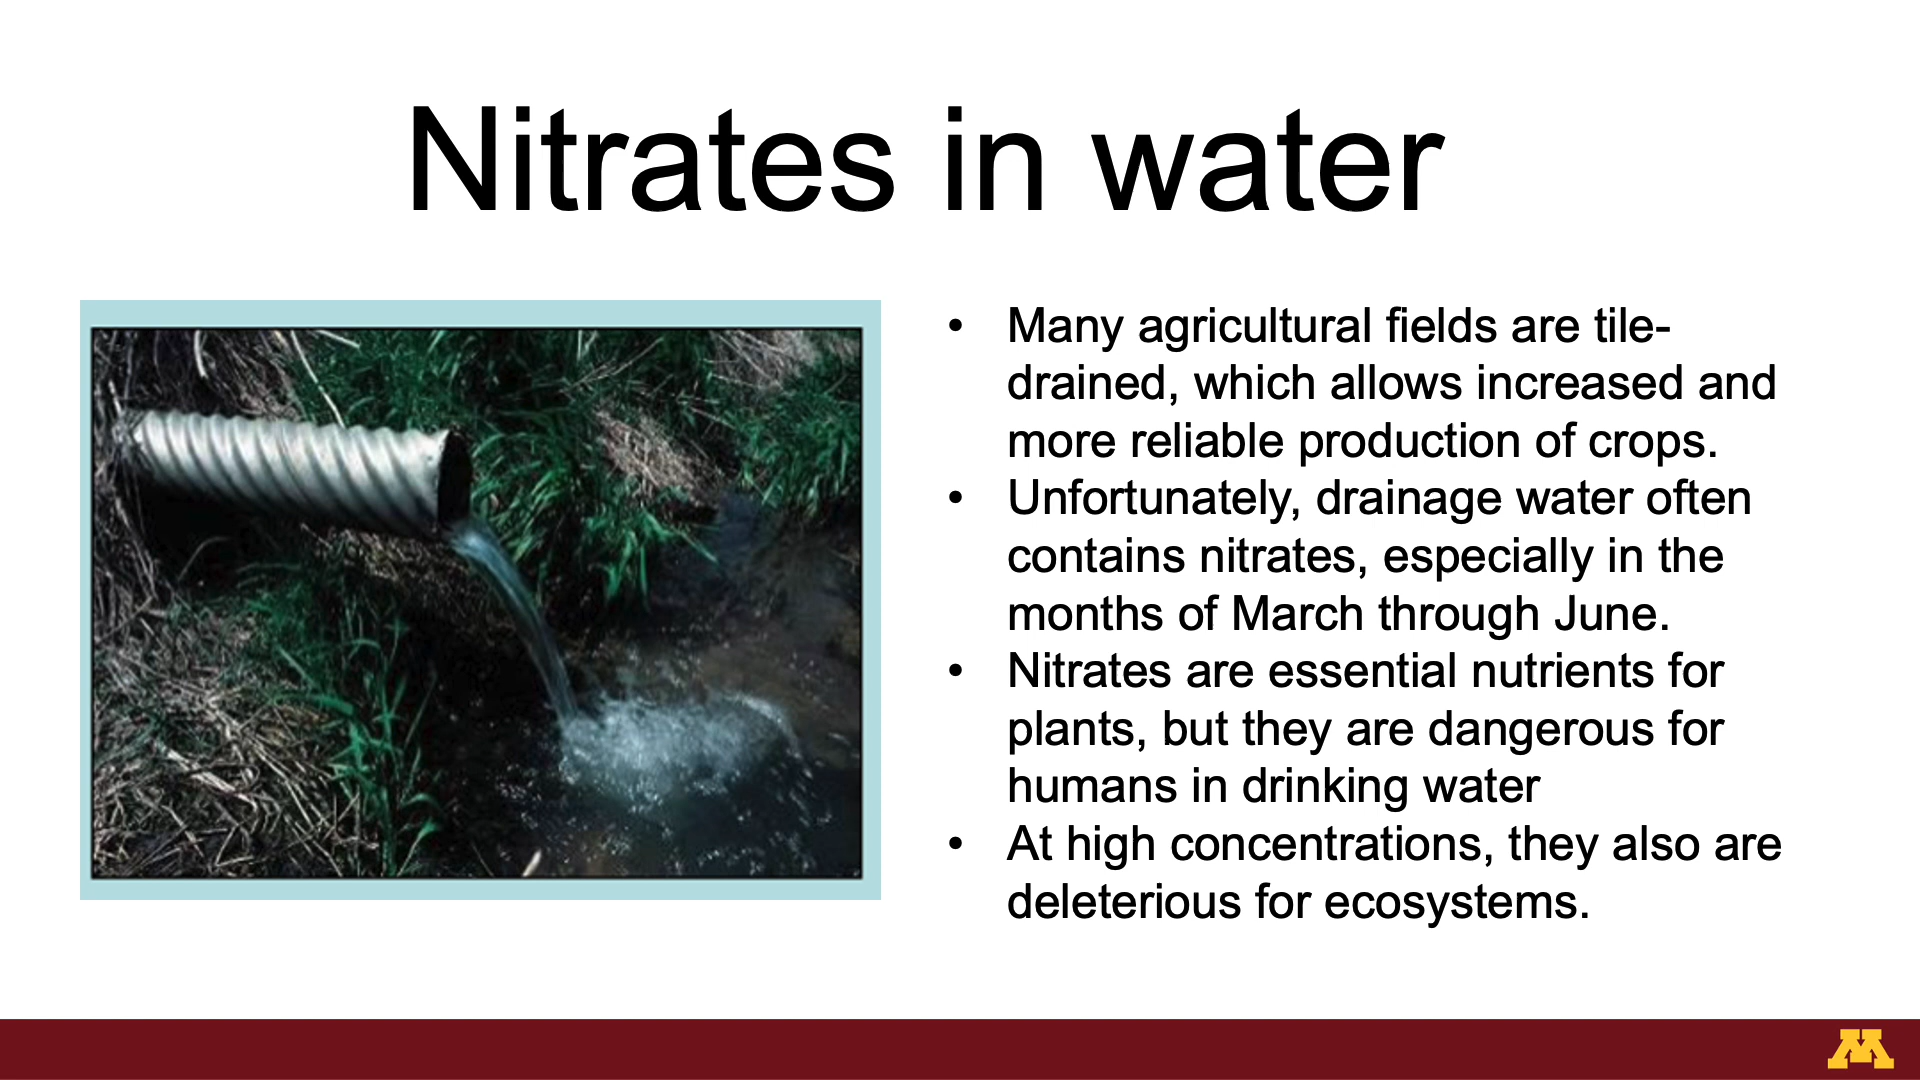 Nitrates in water
• Many agricultural fields are tile-
drained, which allows increased and
more reliable production of crops.
• Unfortunately, drainage water often
contains nitrates, especially in the
months of March through June.
• Nitrates are essential nutrients for
plants, but they are dangerous for
humans in drinking water
• At high concentrations, they also are
deleterious for ecosystems.
M